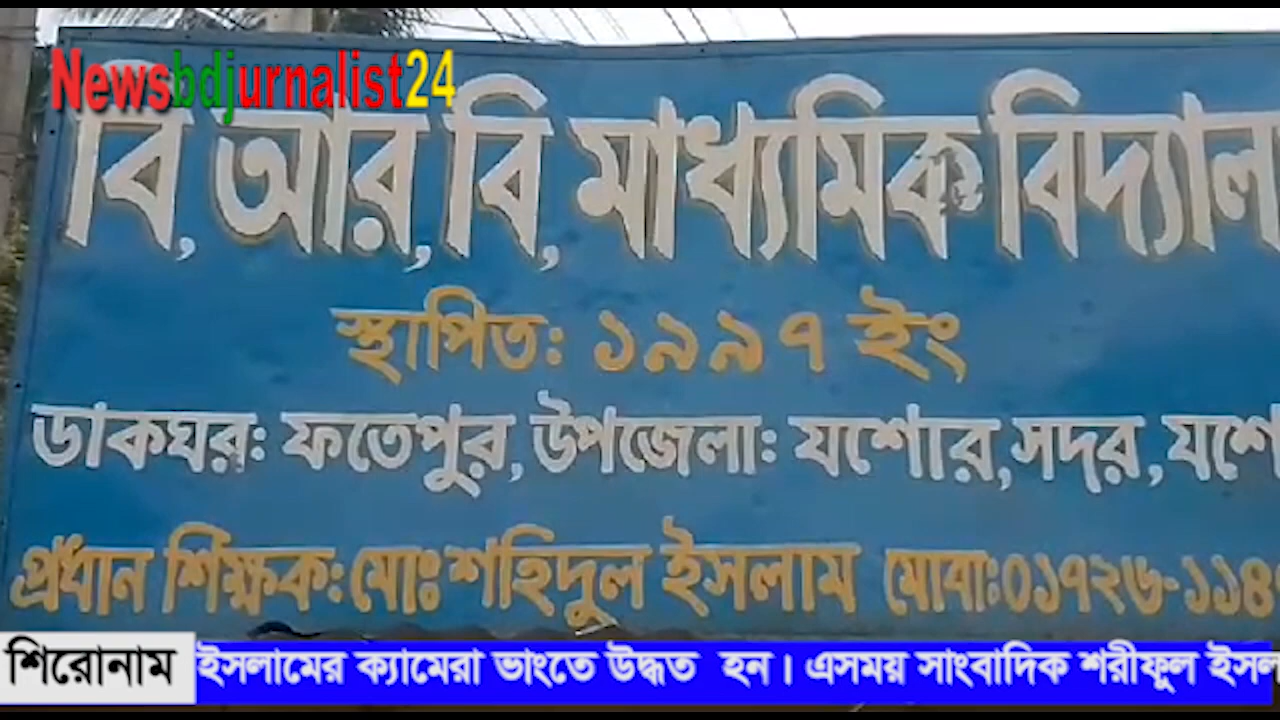 Newsbdjurnalist24
বি, আর, বি, মাধ্যমিক বিদ্যাল
স্থাপিত: ১৯৯৭ ইং
ডাকঘর: ফতেপুর, উপজেলা: যশোর, সদর, যশে
প্রধান শিক্ষক: মোঃ শহিদুল ইসলাম মোবা: ০১৭২৬-১১৪
শিরোনাম
ইসলামের ক্যামেরা ভাংতে উদ্ধত হন। এসময় সাংবাদিক শরীফুল ইসল